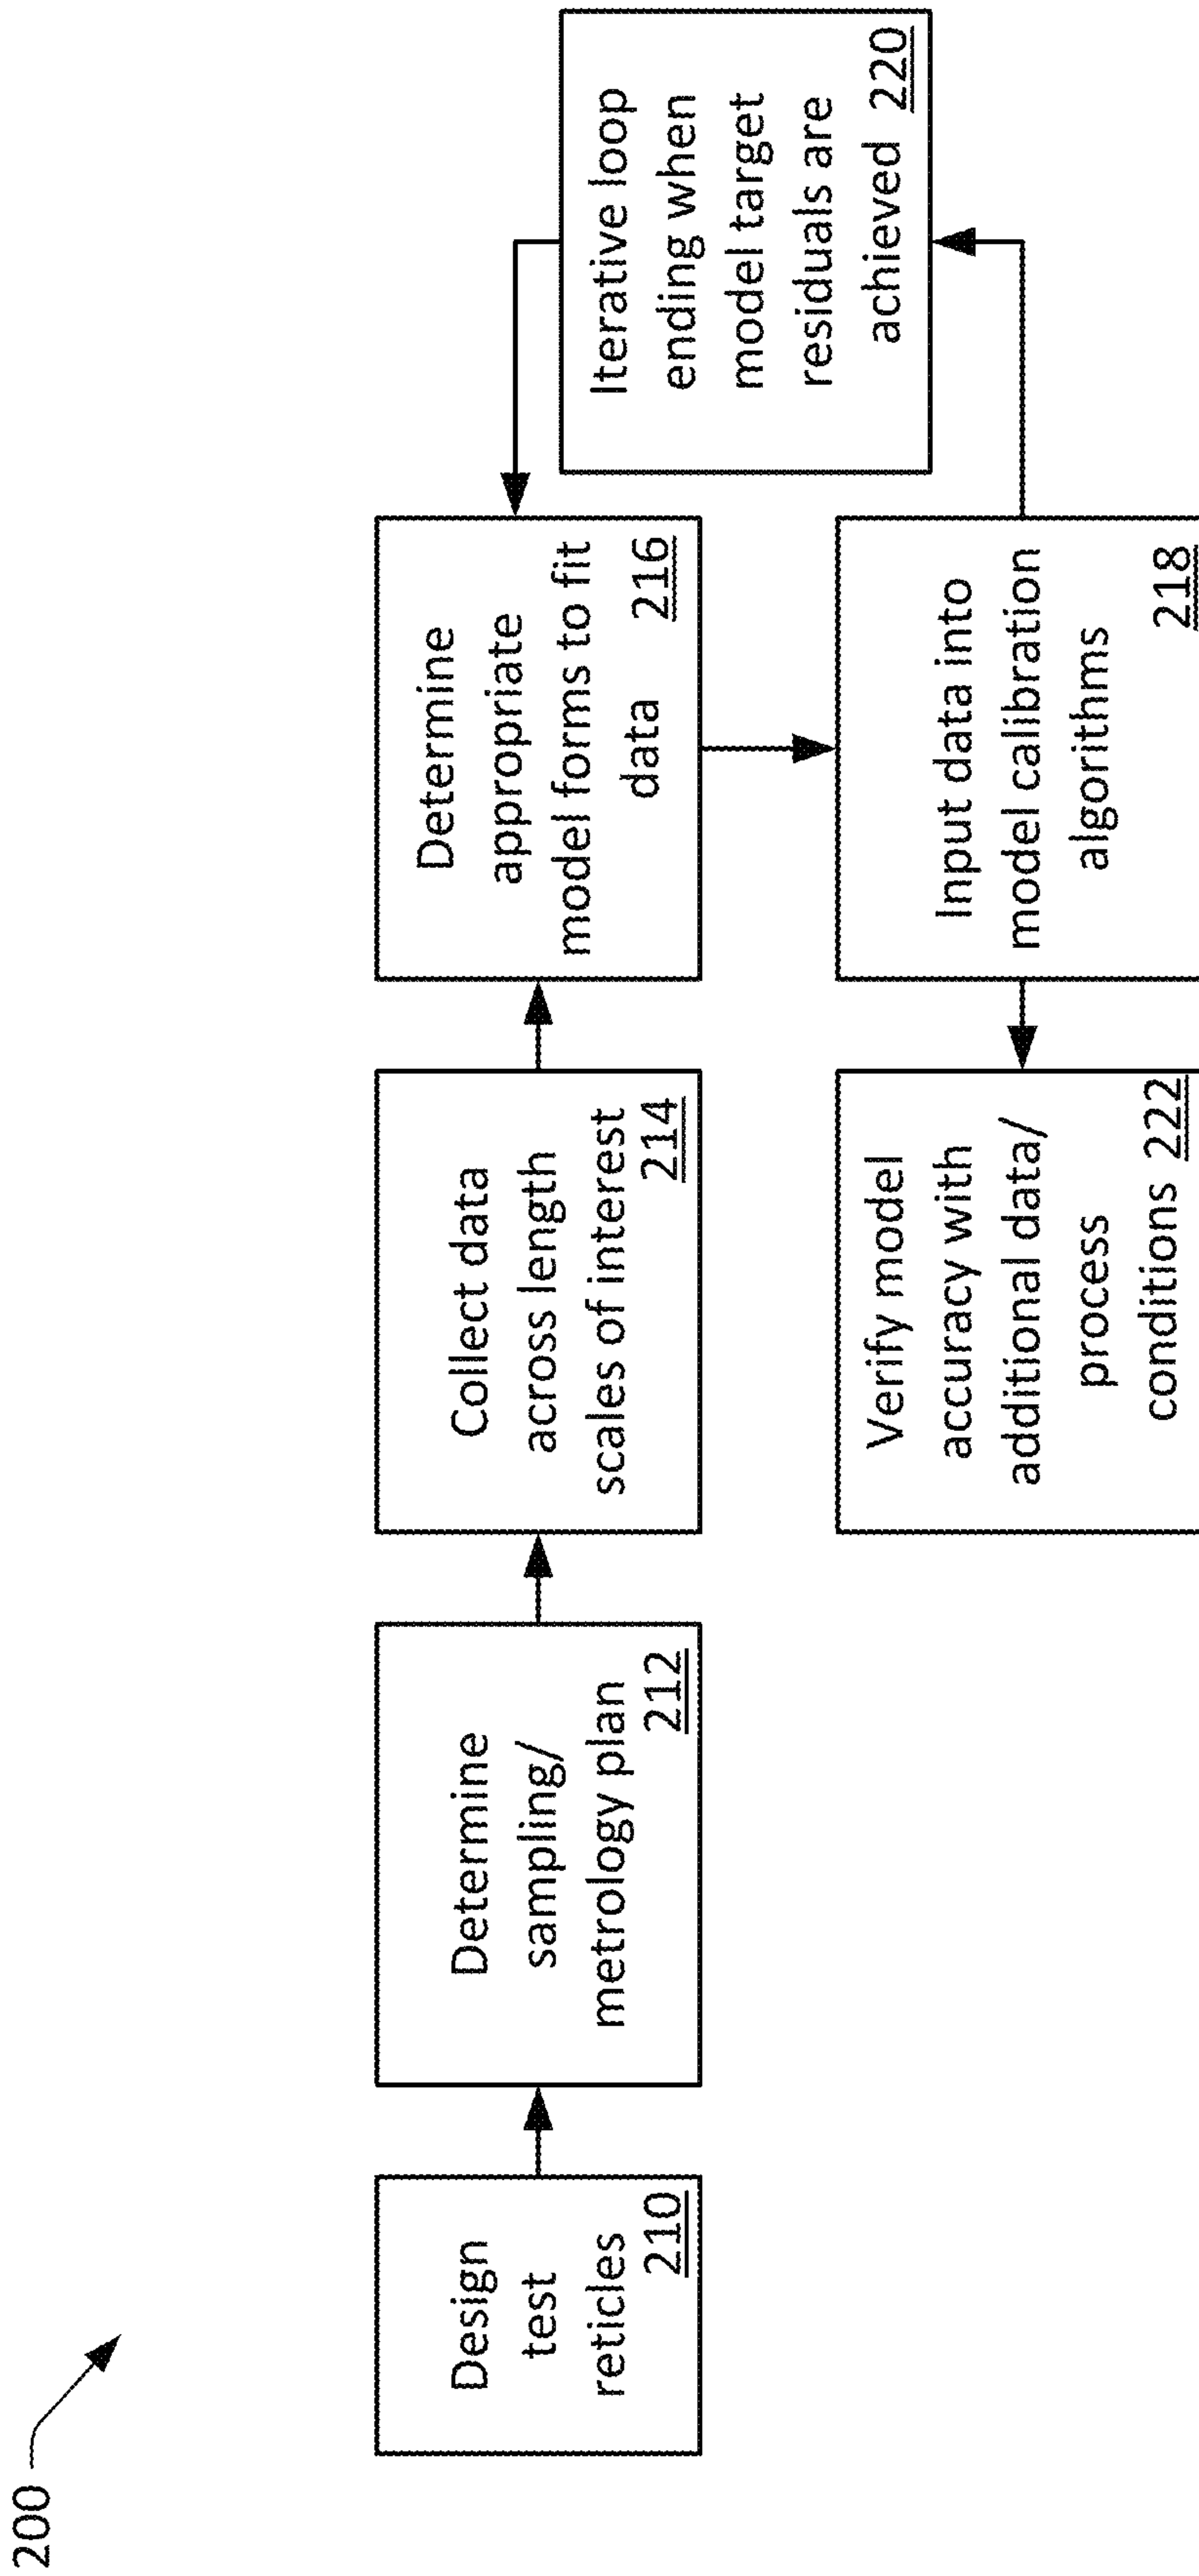 200
Design
test
reticles
210
Determine
sampling/
metrology plan
212
Collect data
across length
scales of interest
214
Determine
appropriate
model forms to fit
data 216
Iterative loop
ending when
model target
residuals are
achieved 220
Input data into
model calibration
algorithms
218
Verify model
accuracy with
additional data/
process
conditions 222